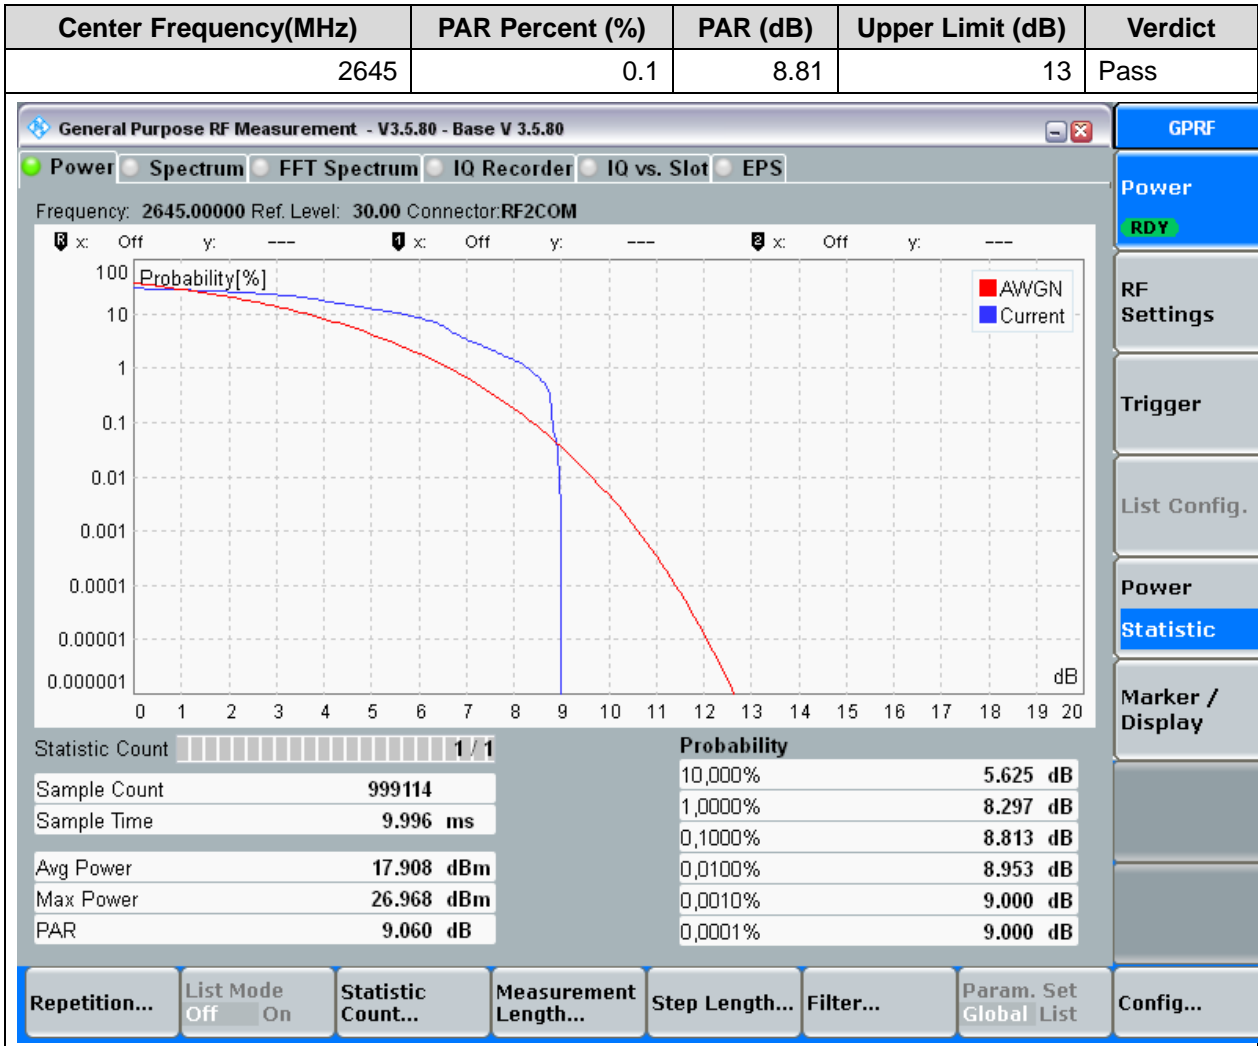 Center Frequency(MHz) PAR Percent (%) PAR (dB) Upper Limit (dB) Verdict
2645 0.1 8.81 13 Pass
General Purpose RF Measurement - V3.5.80 - Base V 3.5.80
GPRF
Power Spectrum FFT Spectrum IQ Recorder IQ vs. Slot EPS
Frequency: 2645.00000 Ref. Level: 30.00 Connector:RF2COM
R x: Off y: --- 1 x: Off y: --- 2 x: Off y: ---
Probability[%]
AWGN
Current
100
10
1
0.1
0.01
0.001
0.0001
0.00001
0.000001
dB
0 1 2 3 4 5 6 7 8 9 10 11 12 13 14 15 16 17 18 19 20
Statistic Count 1 / 1
Sample Count 999114
Sample Time 9.996 ms
Avg Power 17.908 dBm
Max Power 26.968 dBm
PAR 9.060 dB
Probability
10,000% 5.625 dB
1,0000% 8.297 dB
0,1000% 8.813 dB
0,0100% 8.953 dB
0,0010% 9.000 dB
0,0001% 9.000 dB
Power
RDY
RF
Settings
Trigger
List Config.
Power
Statistic
Marker /
Display
Repetition...
List Mode
Off On
Statistic
Count...
Measurement
Length...
Step Length...
Filter...
Param. Set
Global List
Config...